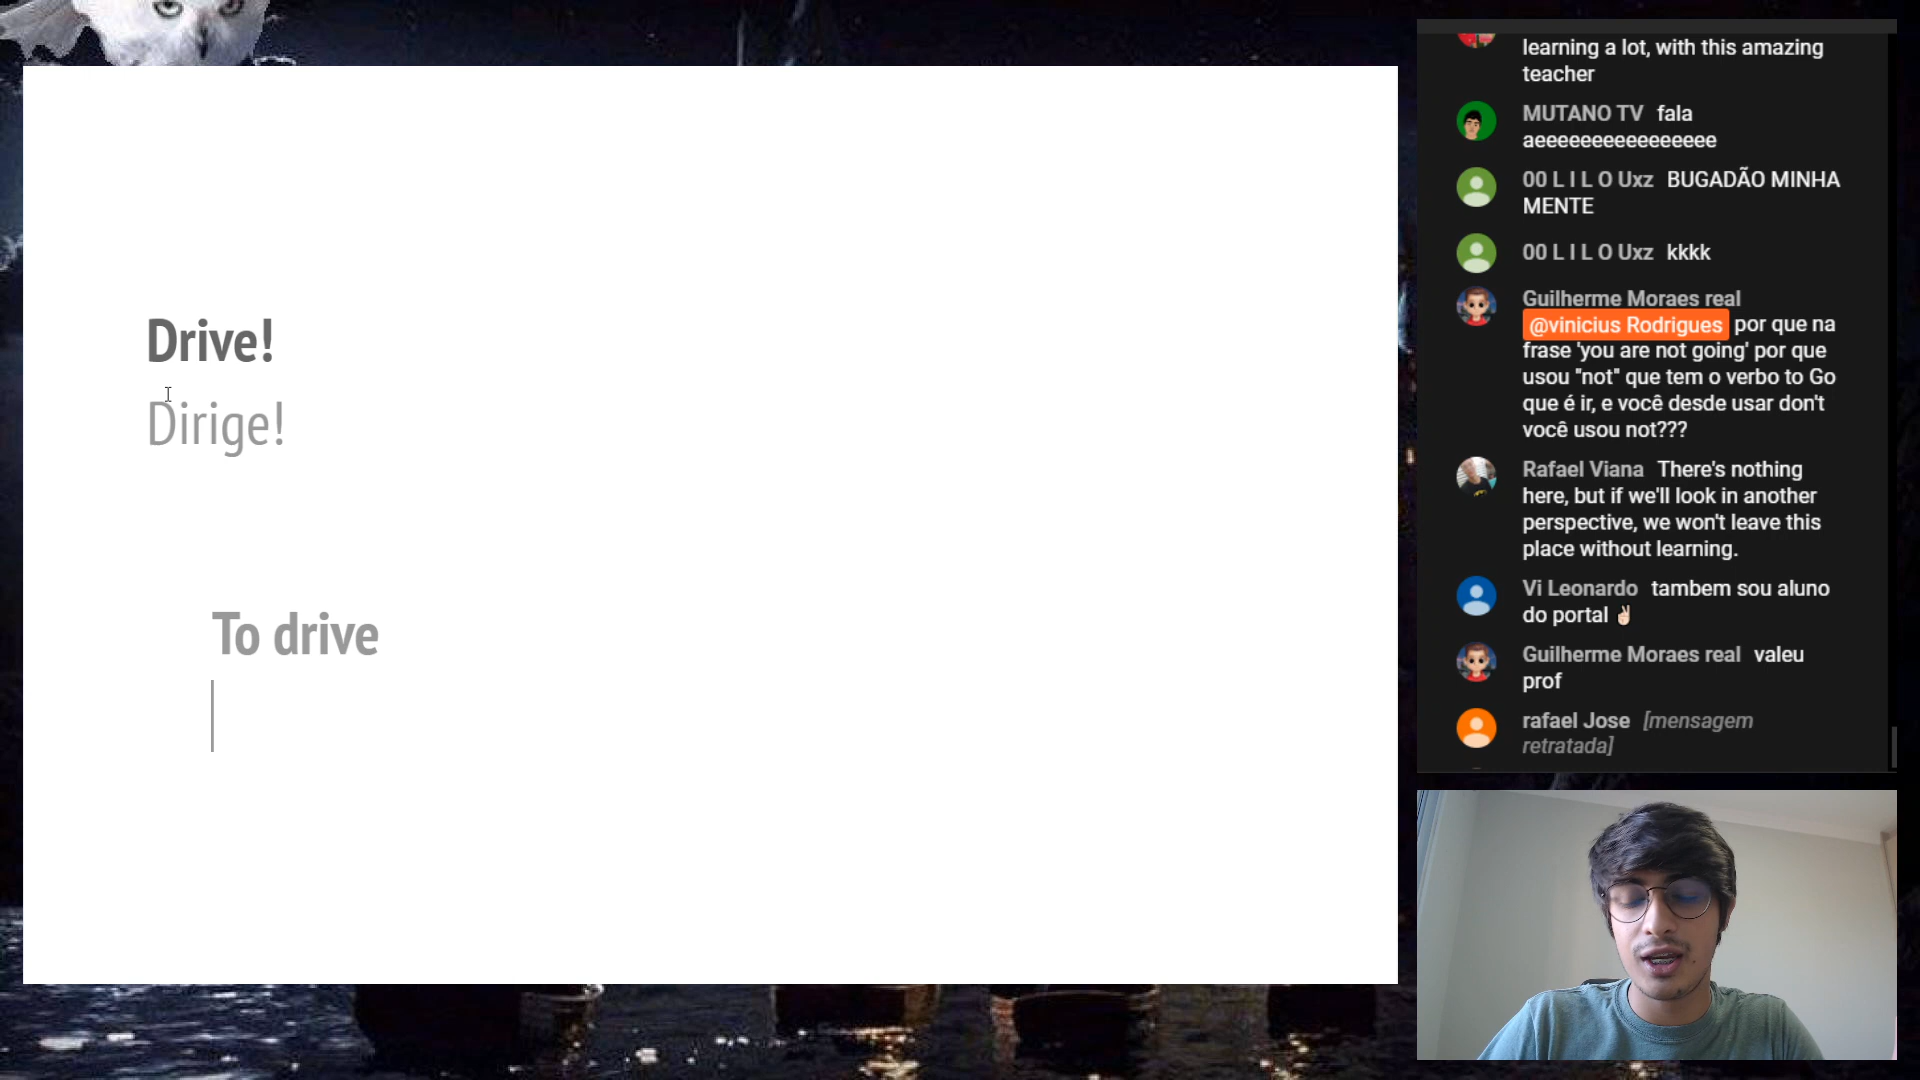 Drive!
Dirige!
To drive
learning a lot, with this amazing
teacher
MUTANO TV fala
aeeeeeeeeeeeeeeee
00 L I L O Uxz BUGADÃO MINHA
MENTE
00 L I L O Uxz kkkk
Guilherme Moraes real
@vinicius Rodrigues por que na
frase 'you are not going' por que
usou "not" que tem o verbo to Go
que é ir, e você desde usar don't
você usou not???
Rafael Viana There's nothing
here, but if we'll look in another
perspective, we won't leave this
place without learning.
Vi Leonardo tambem sou aluno
do portal ✌🏻
Guilherme Moraes real valeu
prof
rafael Jose [mensagem
retratada]